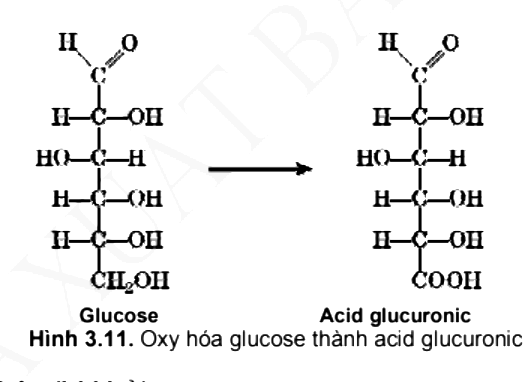 H O H O
C C
H–C–OH H–C–OH
HO–C–H HO–C–H
H–C–OH H–C–OH
H–C–OH H–C–OH
CH₂OH COOH
Glucose Acid glucuronic
Hình 3.11. Oxy hóa glucose thành acid glucuronic